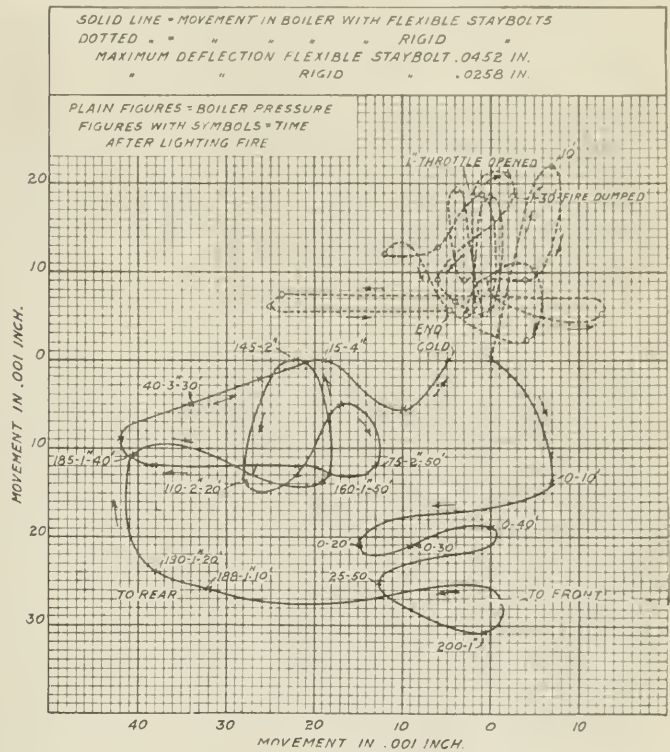 SOLID LINE = MOVEMENT IN BOILER WITH FLEXIBLE STAYBOLTS
DOTTED " = " " " " RIGID "
MAXIMUM DEFLECTION FLEXIBLE STAYBOLT .0452 IN.
" " RIGID " .0258 IN.
PLAIN FIGURES = BOILER PRESSURE
FIGURES WITH SYMBOLS = TIME
AFTER LIGHTING FIRE
10'
1" THROTTLE OPENED
1-30 FIRE DUMPED
20
10
END
COLD
0
145-2"
15-4"
40-3"30'
10
185-1"40'
75-2"50'
110-2"20'
160-1"50'
0-10'
20
0-40'
0-20'
0-30'
130-1"20'
25-50
188-1"10'
TO REAR
TO FRONT
30
200-1"
MOVEMENT IN .001 INCH.
40 30 20 10 0 10
MOVEMENT IN .001 INCH.